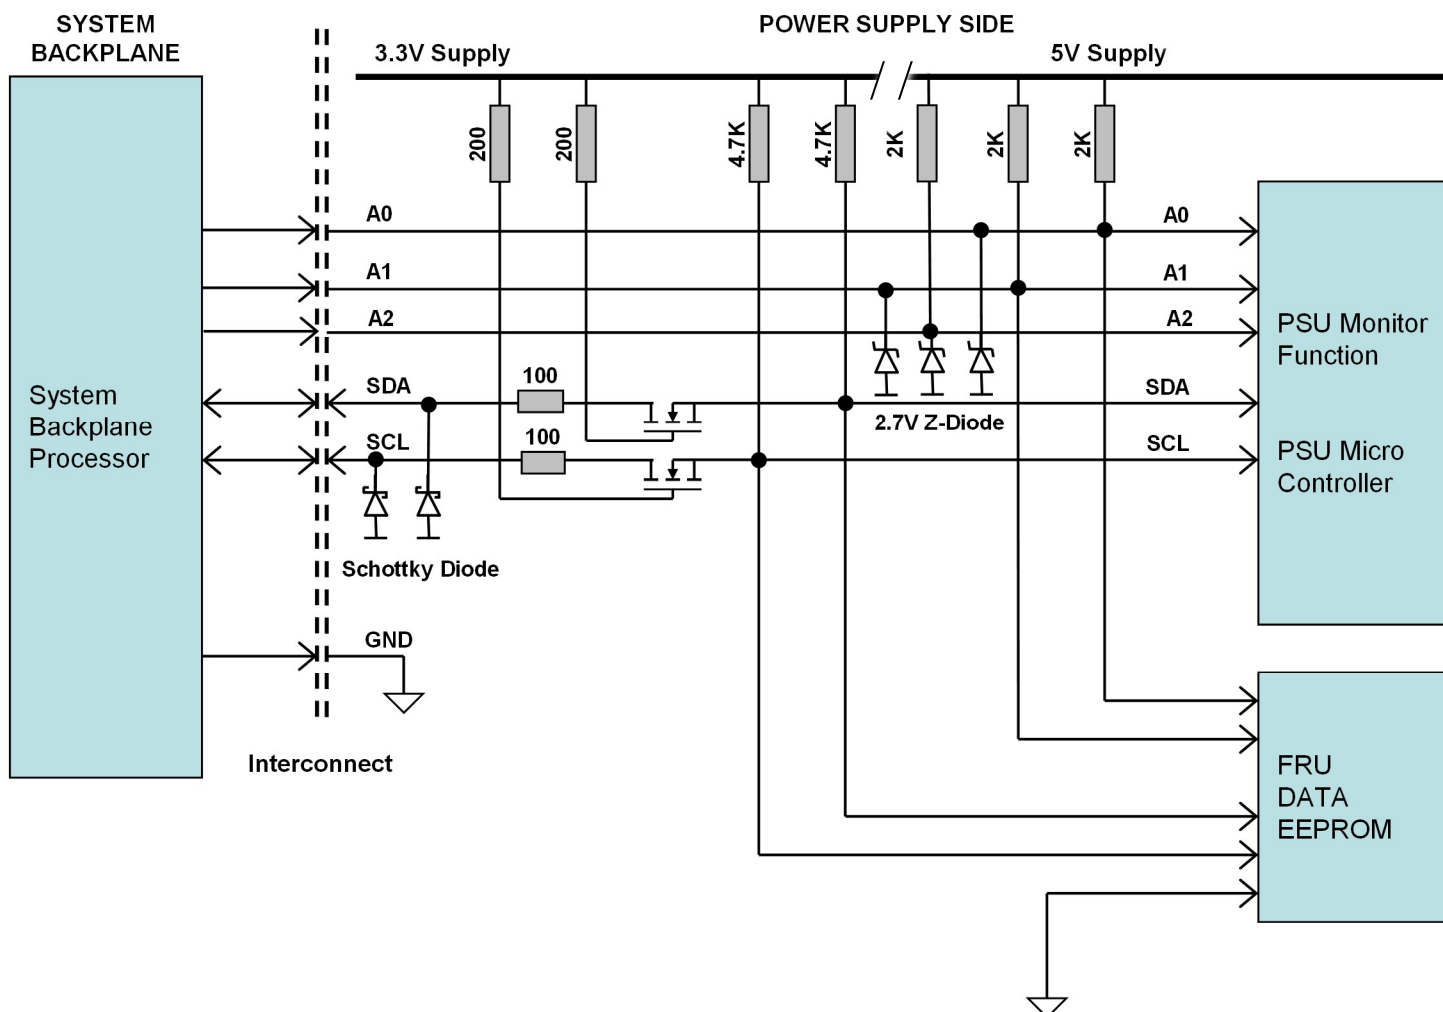 SYSTEM
BACKPLANE
POWER SUPPLY SIDE
3.3V Supply
5V Supply
200
200
4.7K
4.7K
2K
2K
2K
A0
A0
A1
A1
A2
A2
SDA
100
SDA
2.7V Z-Diode
SCL
100
SCL
Schottky Diode
GND
Interconnect
System
Backplane
Processor
PSU Monitor
Function
PSU Micro
Controller
FRU
DATA
EEPROM